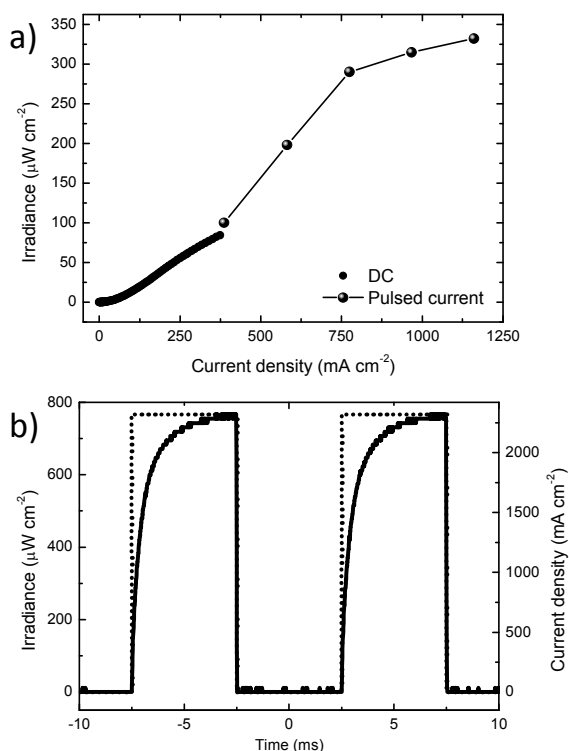 a)
350
300
250
200
150
100
50
0
Irradiance (μW cm⁻²)
DC
Pulsed current
0 250 500 750 1000 1250
Current density (mA cm⁻²)
b)
800
600
400
200
0
Irradiance (μW cm⁻²)
2000
1500
1000
500
0
Current density (mA cm⁻²)
-10 -5 0 5 10
Time (ms)